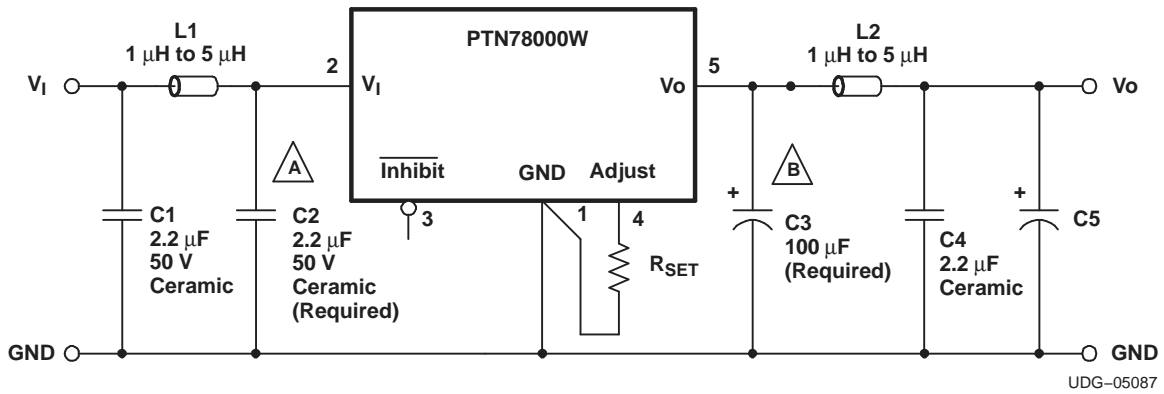 L1
1 μH to 5 μH
PTN78000W
L2
1 μH to 5 μH
2
5
VI
VI
Vo
Vo
A
B
Inhibit
GND
Adjust
1
3
4
+
+
C1
2.2 μF
50 V
Ceramic
C2
2.2 μF
50 V
Ceramic
(Required)
RSET
C3
100 μF
(Required)
C4
2.2 μF
Ceramic
C5
GND
GND
UDG–05087